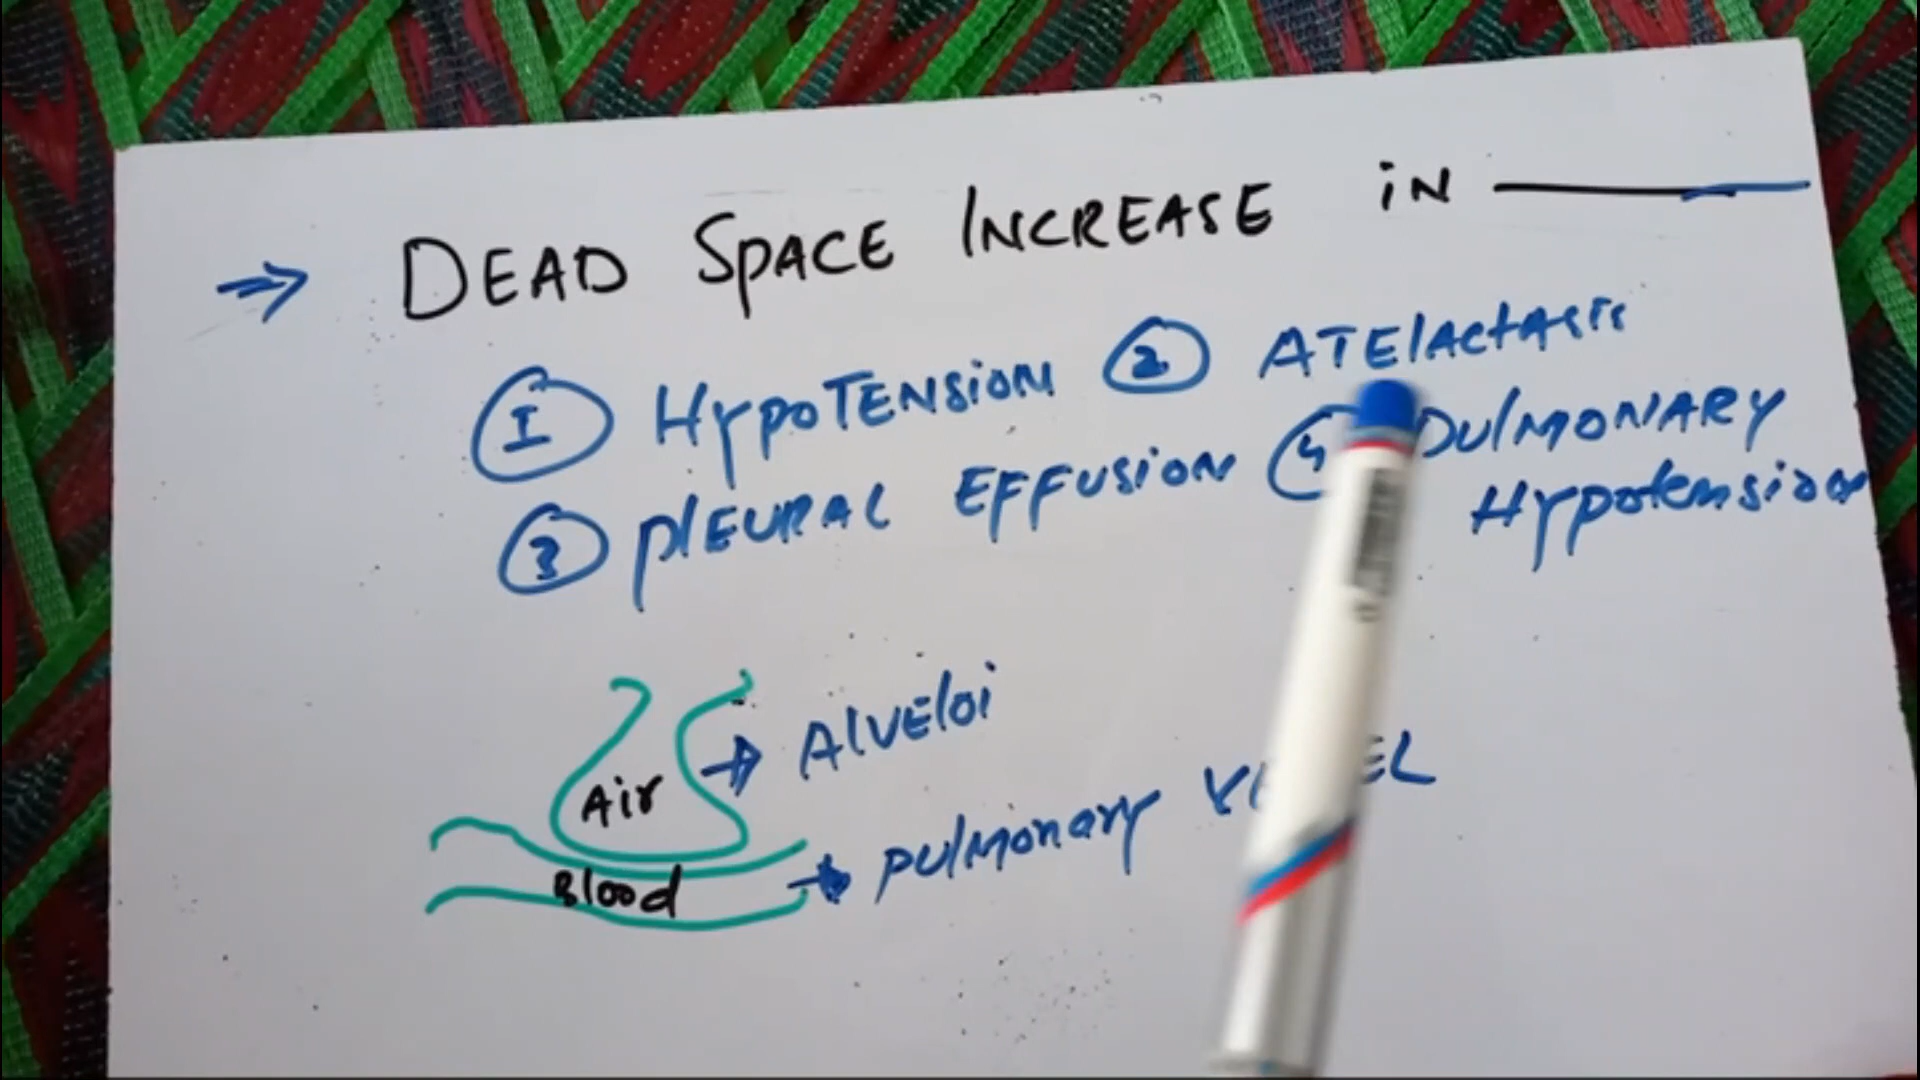 ⇒ DEAD SPACE INCREASE iN ———
① HypoTENSiON ② ATElActAsis
③ PlEURAL EFFUSiON ④ PUlMONARY
Hypotension
Air → AlvEloi
Blood → pulmonary